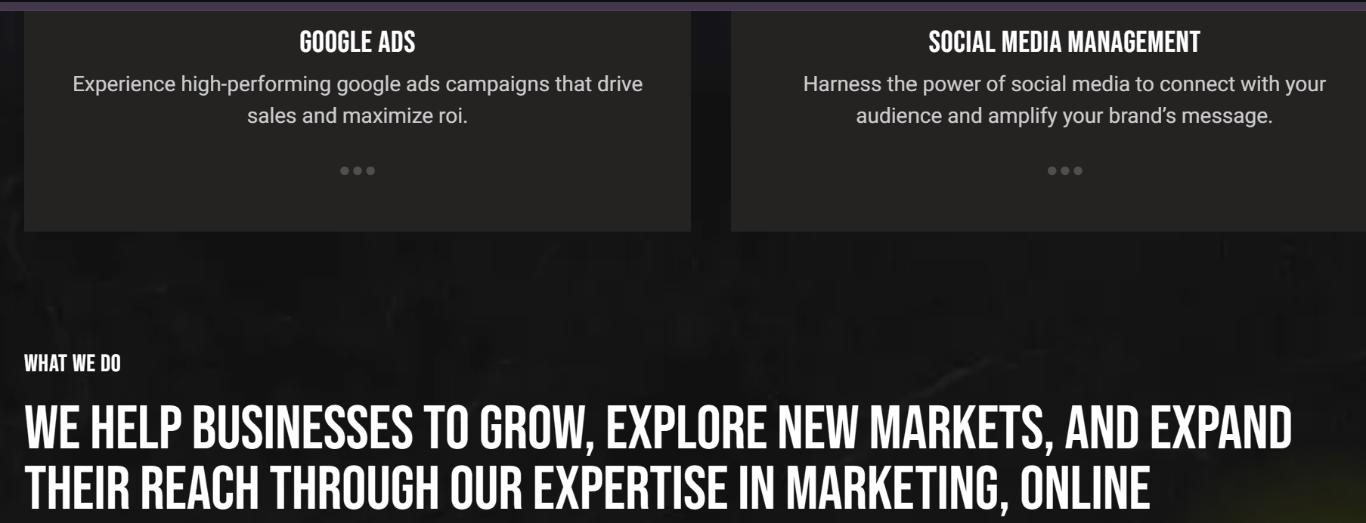 GOOGLE ADS
Experience high-performing google ads campaigns that drive
sales and maximize roi.
SOCIAL MEDIA MANAGEMENT
Harness the power of social media to connect with your
audience and amplify your brand’s message.
WHAT WE DO
WE HELP BUSINESSES TO GROW, EXPLORE NEW MARKETS, AND EXPAND
THEIR REACH THROUGH OUR EXPERTISE IN MARKETING, ONLINE